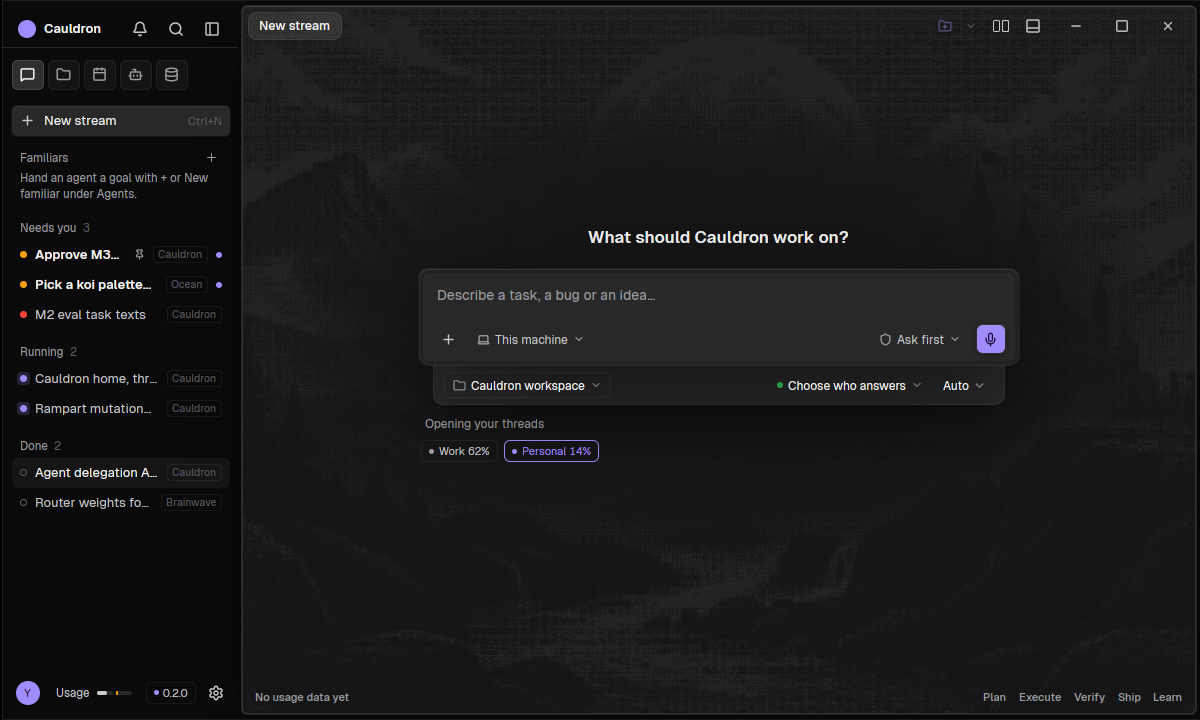 Cauldron
New stream
Ctrl+N
Familiars
Hand an agent a goal with + or New
familiar under Agents.
Needs you 3
Approve M3... Cauldron
Pick a koi palette... Ocean
M2 eval task texts Cauldron
Running 2
Cauldron home, thr... Cauldron
Rampart mutation... Cauldron
Done 2
Agent delegation A... Cauldron
Router weights fo... Brainwave
Y Usage 0.2.0
New stream
What should Cauldron work on?
Describe a task, a bug or an idea...
This machine Ask first
Cauldron workspace Choose who answers Auto
Opening your threads
Work 62% Personal 14%
No usage data yet Plan Execute Verify Ship Learn